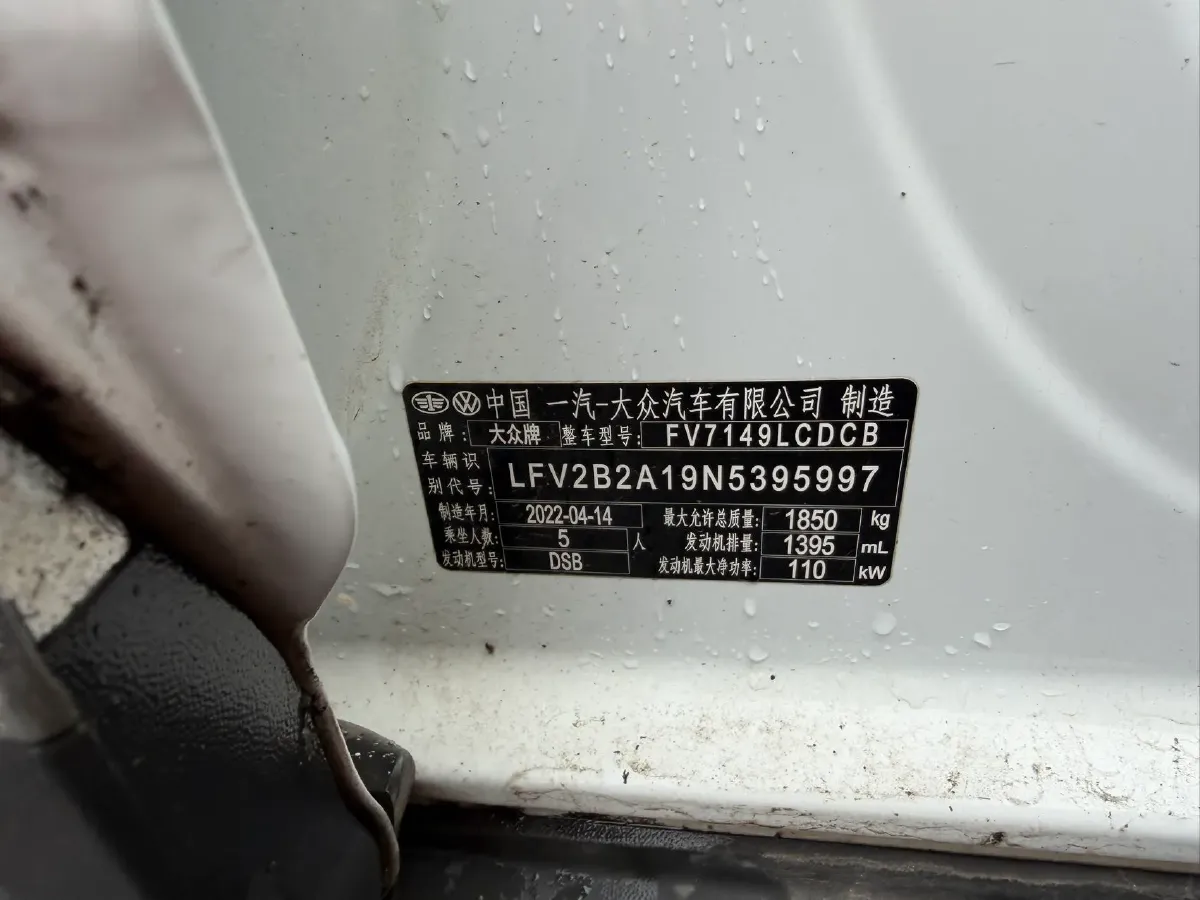 中国 一汽-大众汽车有限公司 制造
品牌: 大众牌 整车型号: FV7149LCDCB
车辆识别代号: LFV2B2A19N5395997
制造年月: 2022-04-14 最大允许总质量: 1850 kg
乘坐人数: 5 人 发动机排量: 1395 mL
发动机型号: DSB 发动机最大净功率: 110 kW